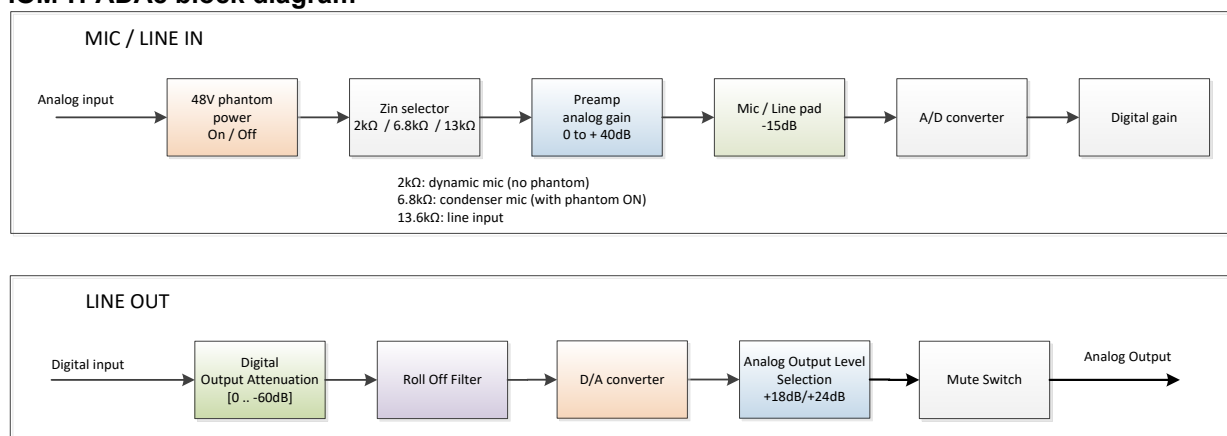 MIC / LINE IN
Analog input
48V phantom
power
On / Off
Zin selector
2kΩ / 6.8kΩ / 13kΩ
Preamp
analog gain
0 to + 40dB
Mic / Line pad
-15dB
A/D converter
Digital gain
2kΩ: dynamic mic (no phantom)
6.8kΩ: condenser mic (with phantom ON)
13.6kΩ: line input
LINE OUT
Digital input
Digital
Output Attenuation
[0 .. -60dB]
Roll Off Filter
D/A converter
Analog Output Level
Selection
+18dB/+24dB
Mute Switch
Analog Output